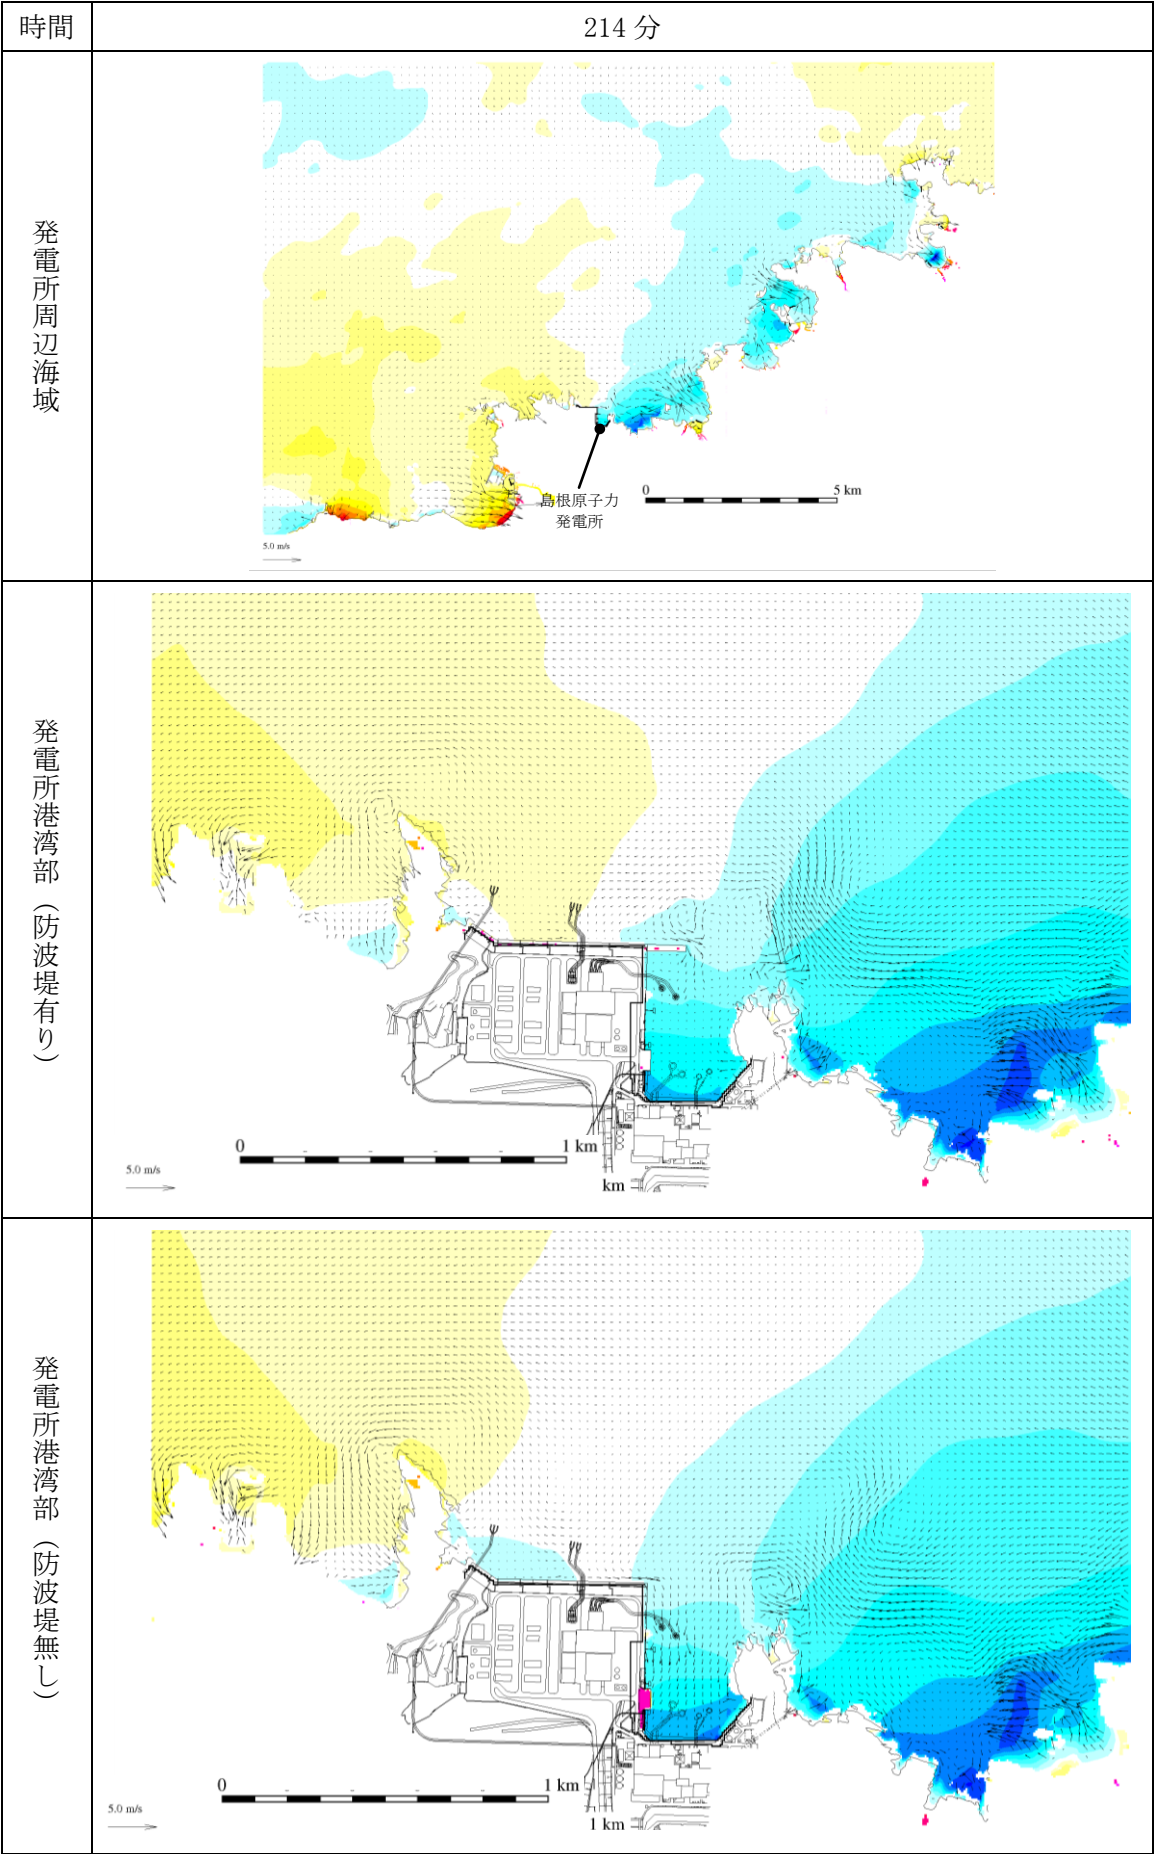 時間
214 分
発電所周辺海域
島根原子力
発電所
0
5 km
5.0 m/s
発電所港湾部（防波堤有り）
0
1 km
5.0 m/s
km
発電所港湾部（防波堤無し）
0
1 km
5.0 m/s
1 km